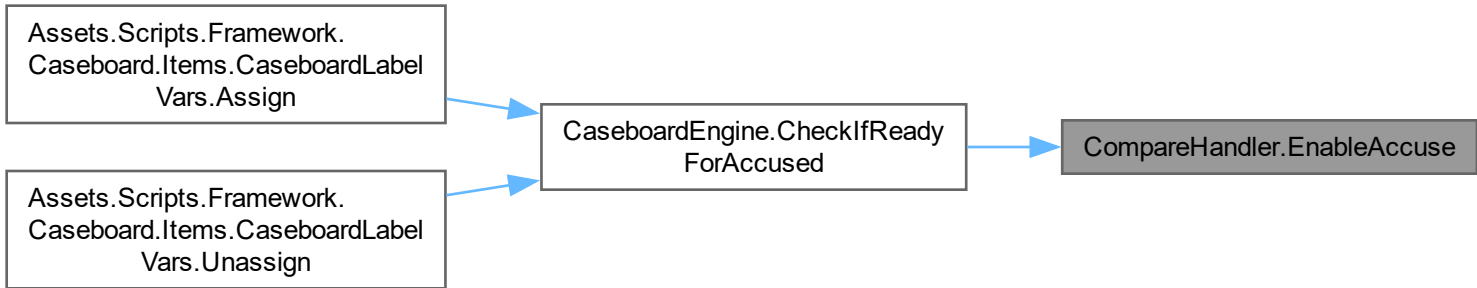 Assets.Scripts.Framework.
Caseboard.Items.CaseboardLabel
Vars.Assign
CaseboardEngine.CheckIfReady
ForAccused
CompareHandler.EnableAccuse
Assets.Scripts.Framework.
Caseboard.Items.CaseboardLabel
Vars.Unassign